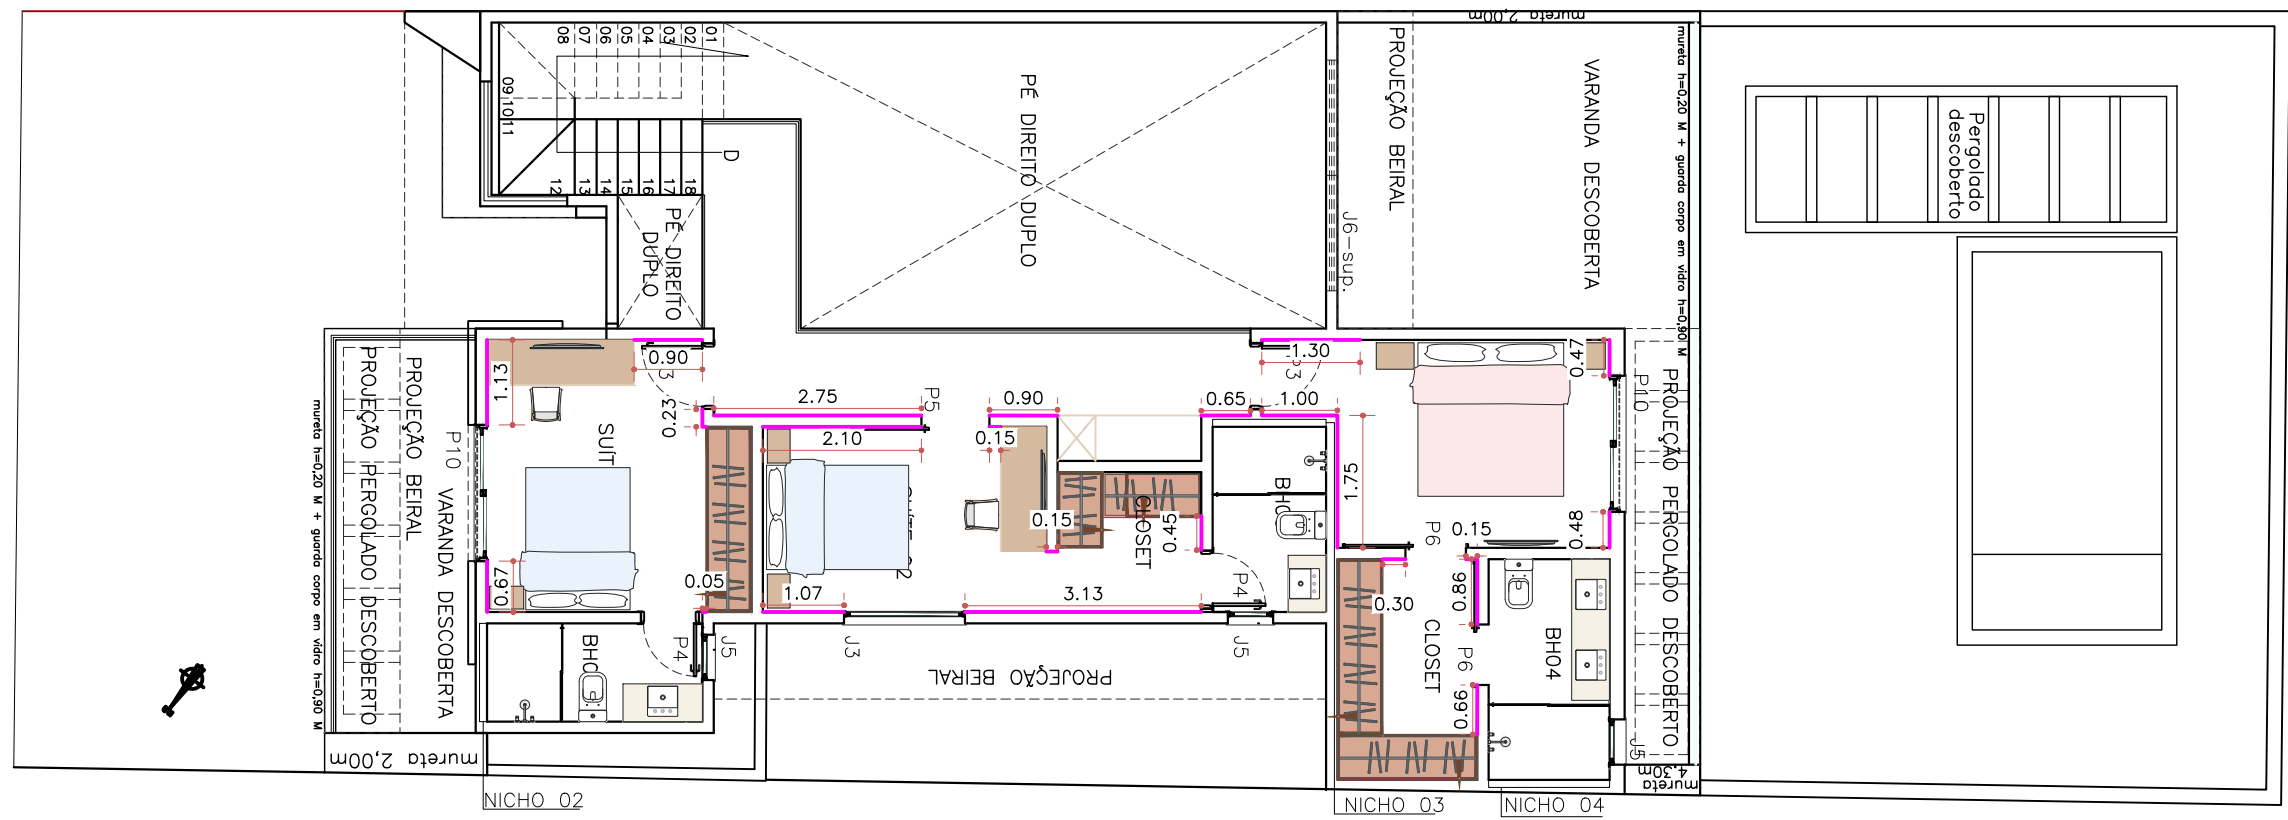 mureta 2,00m
01
02
03
04
05
06
07
08
09
10
11
12
13
14
15
16
17
18
D
PÉ DIREITO
DUPLO
PÉ DIREITO DUPLO
J6-sup.
PROJEÇÃO BEIRAL
VARANDA DESCOBERTA
mureta h=0,20 M + guarda corpo em vidro h=0,90 M
Pergolado
descoberto
mureta h=0,20 M + guarda corpo em vidro h=0,90 M
PROJEÇÃO PERGOLADO DESCOBERTO
PROJEÇÃO BEIRAL
VARANDA DESCOBERTA
P10
1.13
0.90
0.23
SUÍT
0.67
0.05
2.75
P5
2.10
0.90
0.15
0.15
1.07
3.13
CLOSET
0.45
0.65
1.00
1.30
BH0
P4
1.75
0.47
0.48
0.15
P6
P10
PROJEÇÃO PERGOLADO DESCOBERTO
0.30
0.86
0.66
CLOSET
P6
BH04
J5
BH0
P4
J5
J3
J5
PROJEÇÃO BEIRAL
mureta 2,00m
mureta
4,30m
NICHO 02
NICHO 03
NICHO 04